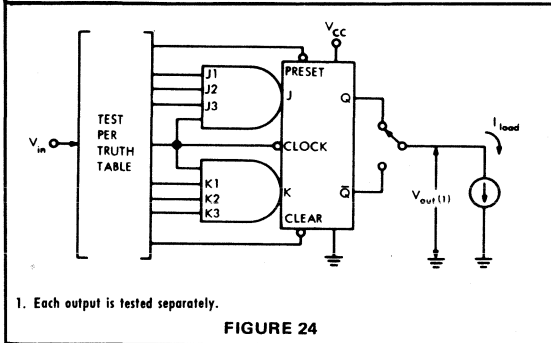 V_CC
PRESET
J1
J2
J3
J
Q
TEST
PER
TRUTH
TABLE
V_in
CLOCK
I_load
K1
K2
K3
K
Q̅
V_out(1)
CLEAR
1. Each output is tested separately.
FIGURE 24